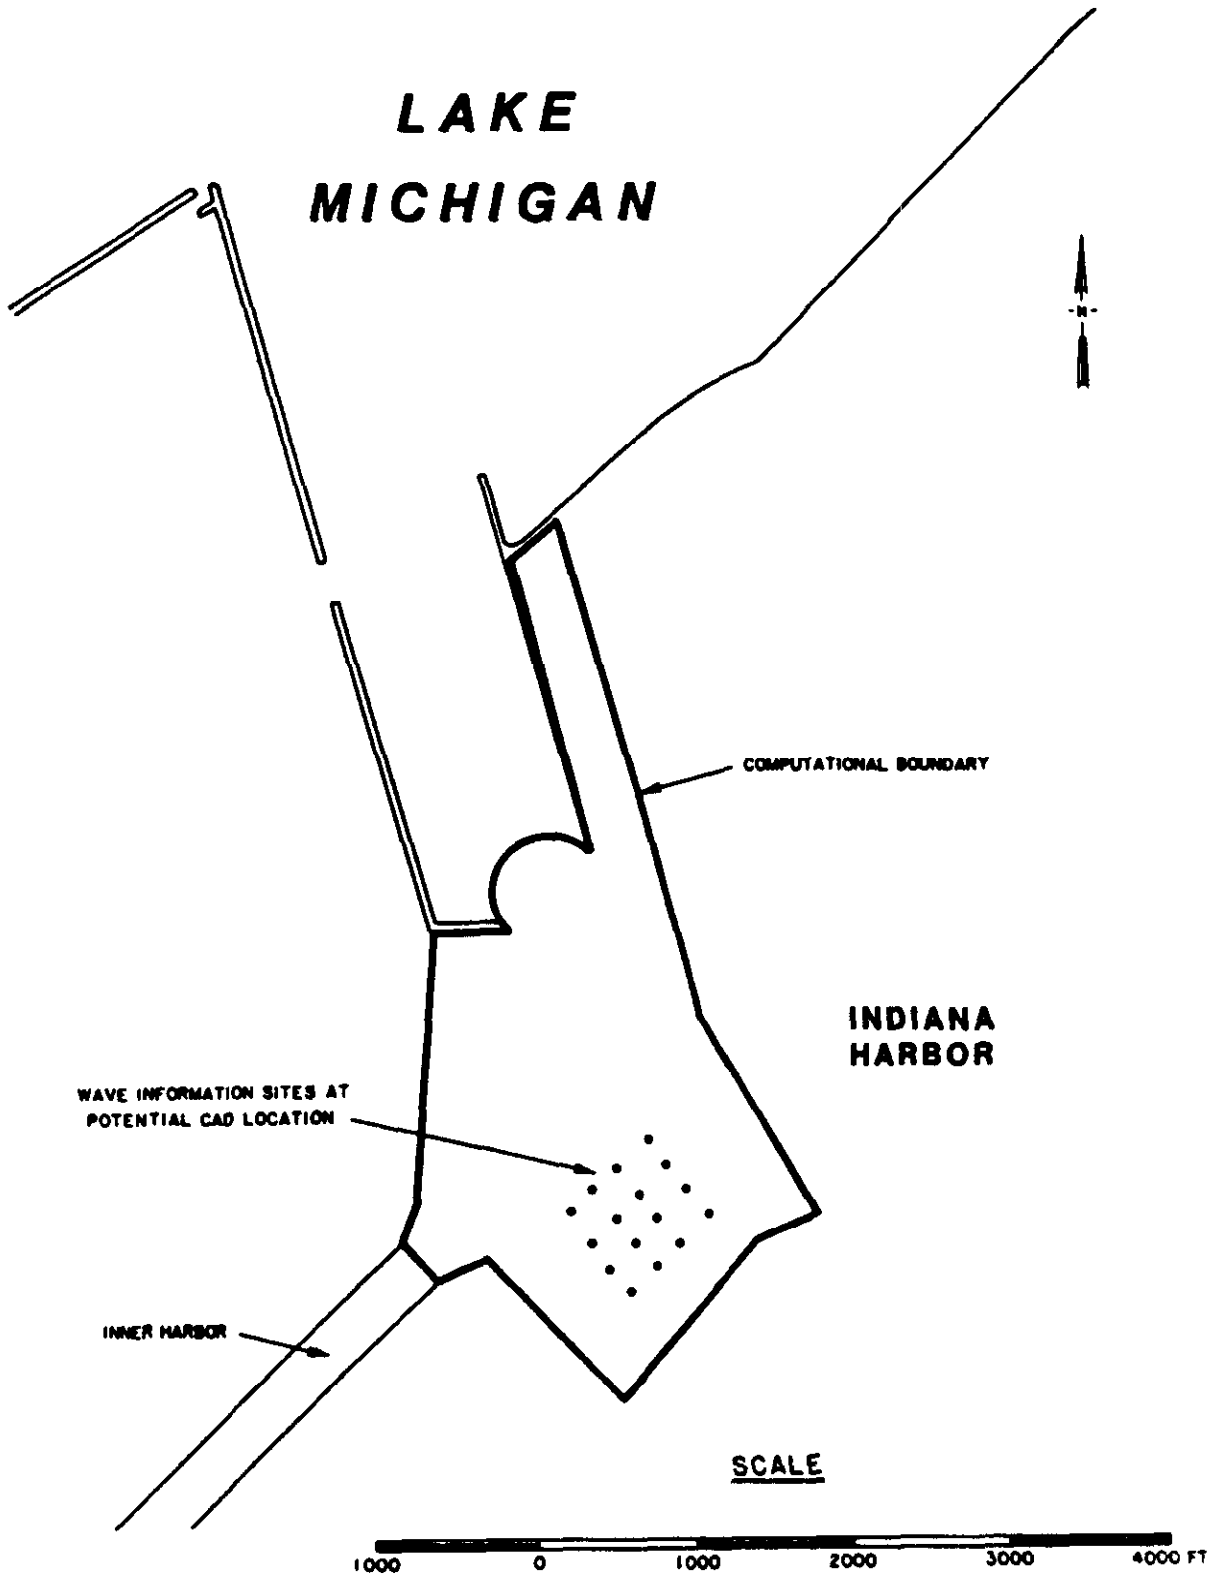 LAKE
MICHIGAN
-N-
COMPUTATIONAL BOUNDARY
INDIANA
HARBOR
WAVE INFORMATION SITES AT
POTENTIAL CAD LOCATION
INNER HARBOR
SCALE
1000 0 1000 2000 3000 4000 FT